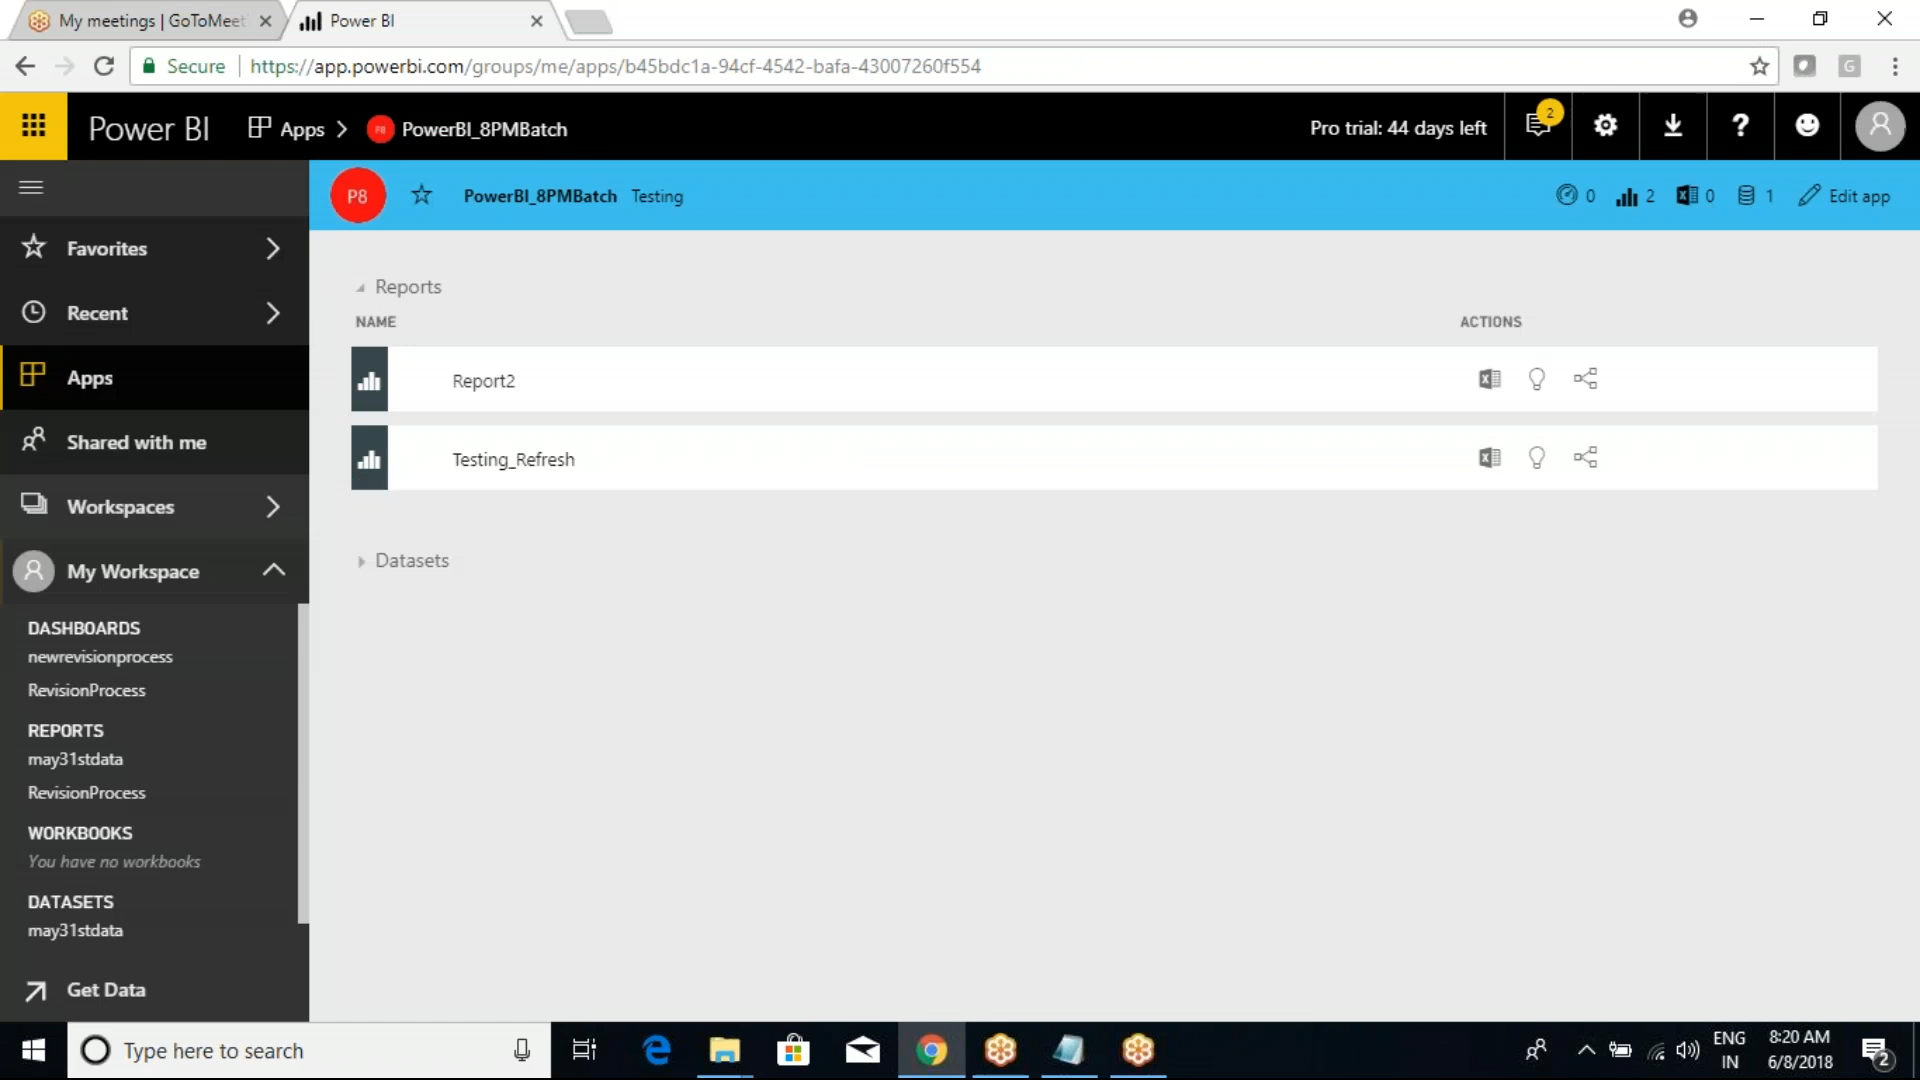 My meetings | GoToMeet
Power BI
Secure
https://app.powerbi.com/groups/me/apps/b45bdc1a-94cf-4542-bafa-43007260f554
G
Power BI
Apps
P8
PowerBI_8PMBatch
Pro trial: 44 days left
2
?
P8
PowerBI_8PMBatch Testing
0
2
0
1
Edit app
Favorites
Recent
Apps
Shared with me
Workspaces
My Workspace
DASHBOARDS
newrevisionprocess
RevisionProcess
REPORTS
may31stdata
RevisionProcess
WORKBOOKS
You have no workbooks
DATASETS
may31stdata
Get Data
Reports
NAME
ACTIONS
Report2
Testing_Refresh
Datasets
Type here to search
ENG
IN
8:20 AM
6/8/2018
2